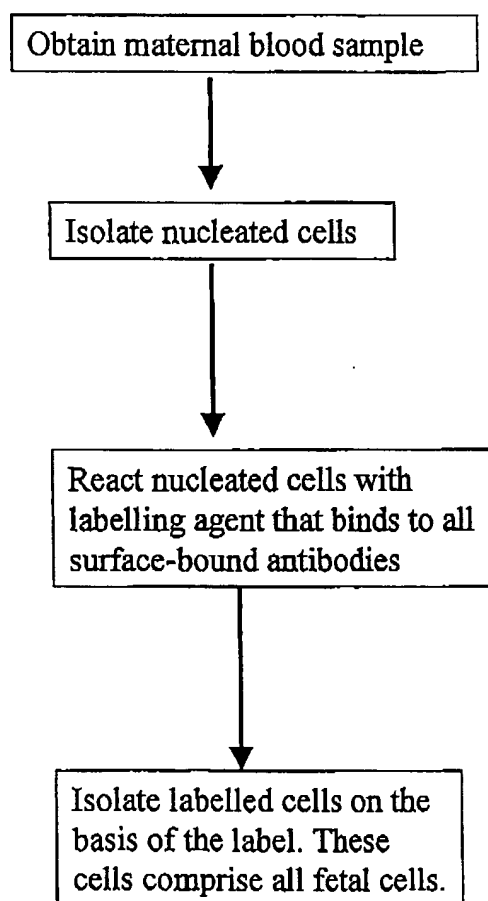 Obtain maternal blood sample
Isolate nucleated cells
React nucleated cells with
labelling agent that binds to all
surface-bound antibodies
Isolate labelled cells on the
basis of the label. These
cells comprise all fetal cells.